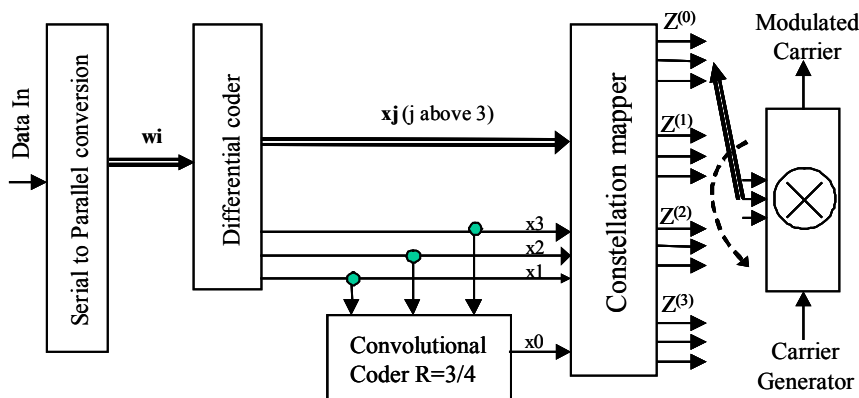 Data In
Serial to Parallel conversion
wi
Differential coder
xj (j above 3)
x3
x2
x1
Convolutional
Coder R=3/4
x0
Constellation mapper
Z(0)
Z(1)
Z(2)
Z(3)
Modulated
Carrier
Carrier
Generator